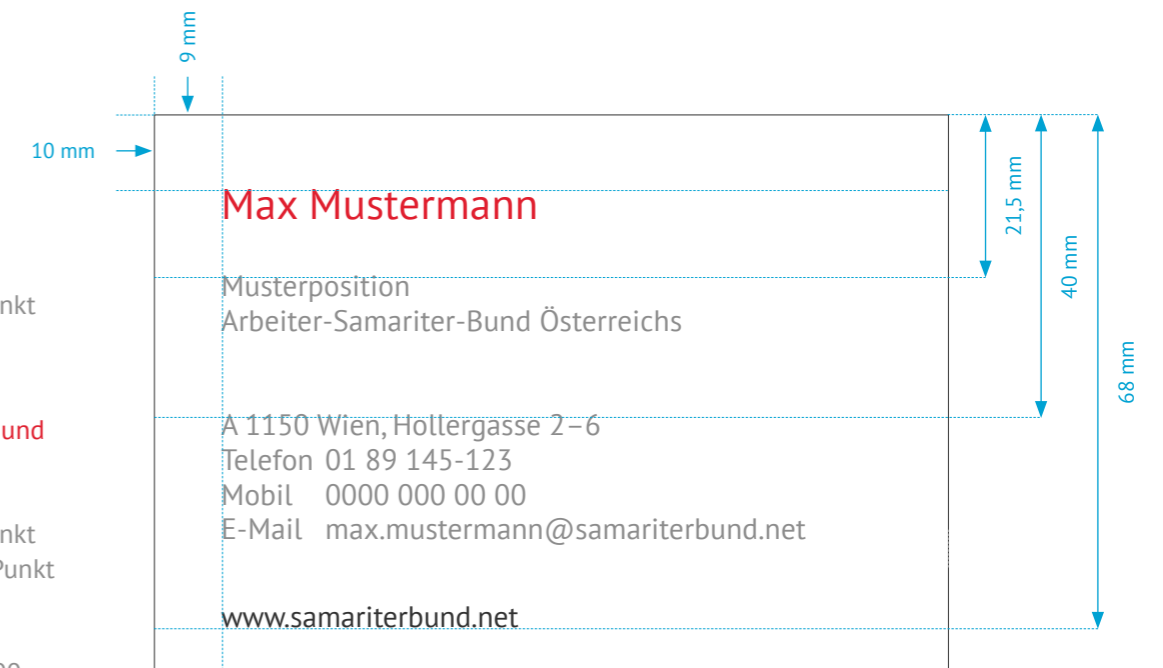 9 mm
10 mm
Max Mustermann
21,5 mm
40 mm
68 mm
Musterposition
Arbeiter-Samariter-Bund Österreichs
nkt
A 1150 Wien, Hollergasse 2–6
Telefon 01 89 145-123
Mobil 0000 000 00 00
E-Mail max.mustermann@samariterbund.net
www.samariterbund.net
und
nkt
Punkt